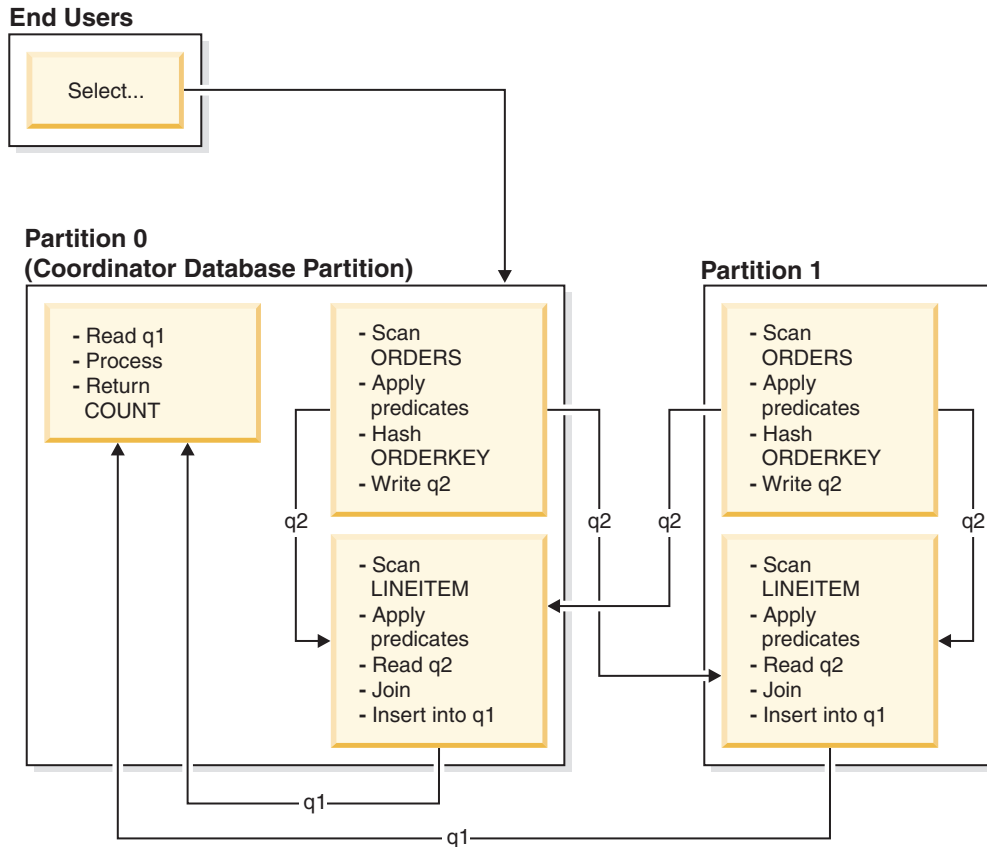 End Users
Select...
Partition 0
(Coordinator Database Partition)
Partition 1
- Read q1
- Process
- Return
COUNT
- Scan
ORDERS
- Apply
predicates
- Hash
ORDERKEY
- Write q2
- Scan
ORDERS
- Apply
predicates
- Hash
ORDERKEY
- Write q2
q2
q2
q2
q2
- Scan
LINEITEM
- Apply
predicates
- Read q2
- Join
- Insert into q1
- Scan
LINEITEM
- Apply
predicates
- Read q2
- Join
- Insert into q1
q1
q1